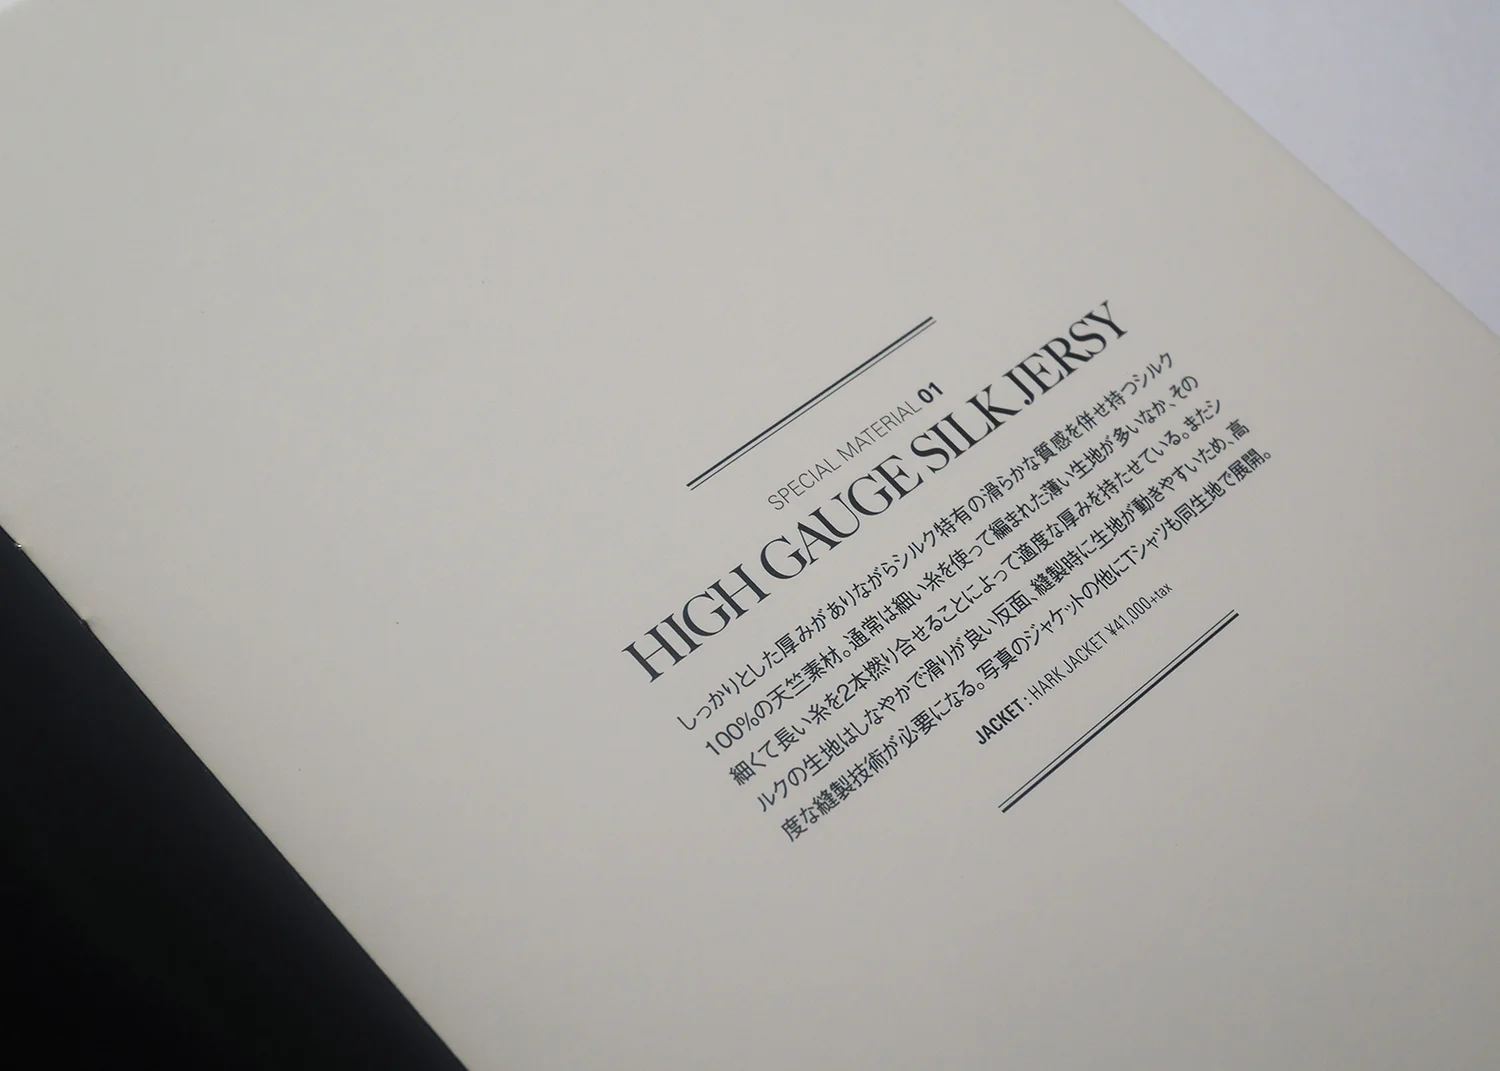 SPECIAL MATERIAL 01
HIGH GAUGE SILK JERSY
しっかりとした厚みがありながらシルク特有の滑らかな質感を併せ持つシルク
100%の天竺素材。通常は細い糸を使って編まれた薄い生地が多いなか、その
細くて長い糸を2本撚り合せることによって適度な厚みを持たせている。またシ
ルクの生地はしなやかで滑りが良い反面、縫製時に生地が動きやすいため、高
度な縫製技術が必要になる。写真のジャケットの他にTシャツも同生地で展開。
JACKET : HARK JACKET ¥41,000+tax